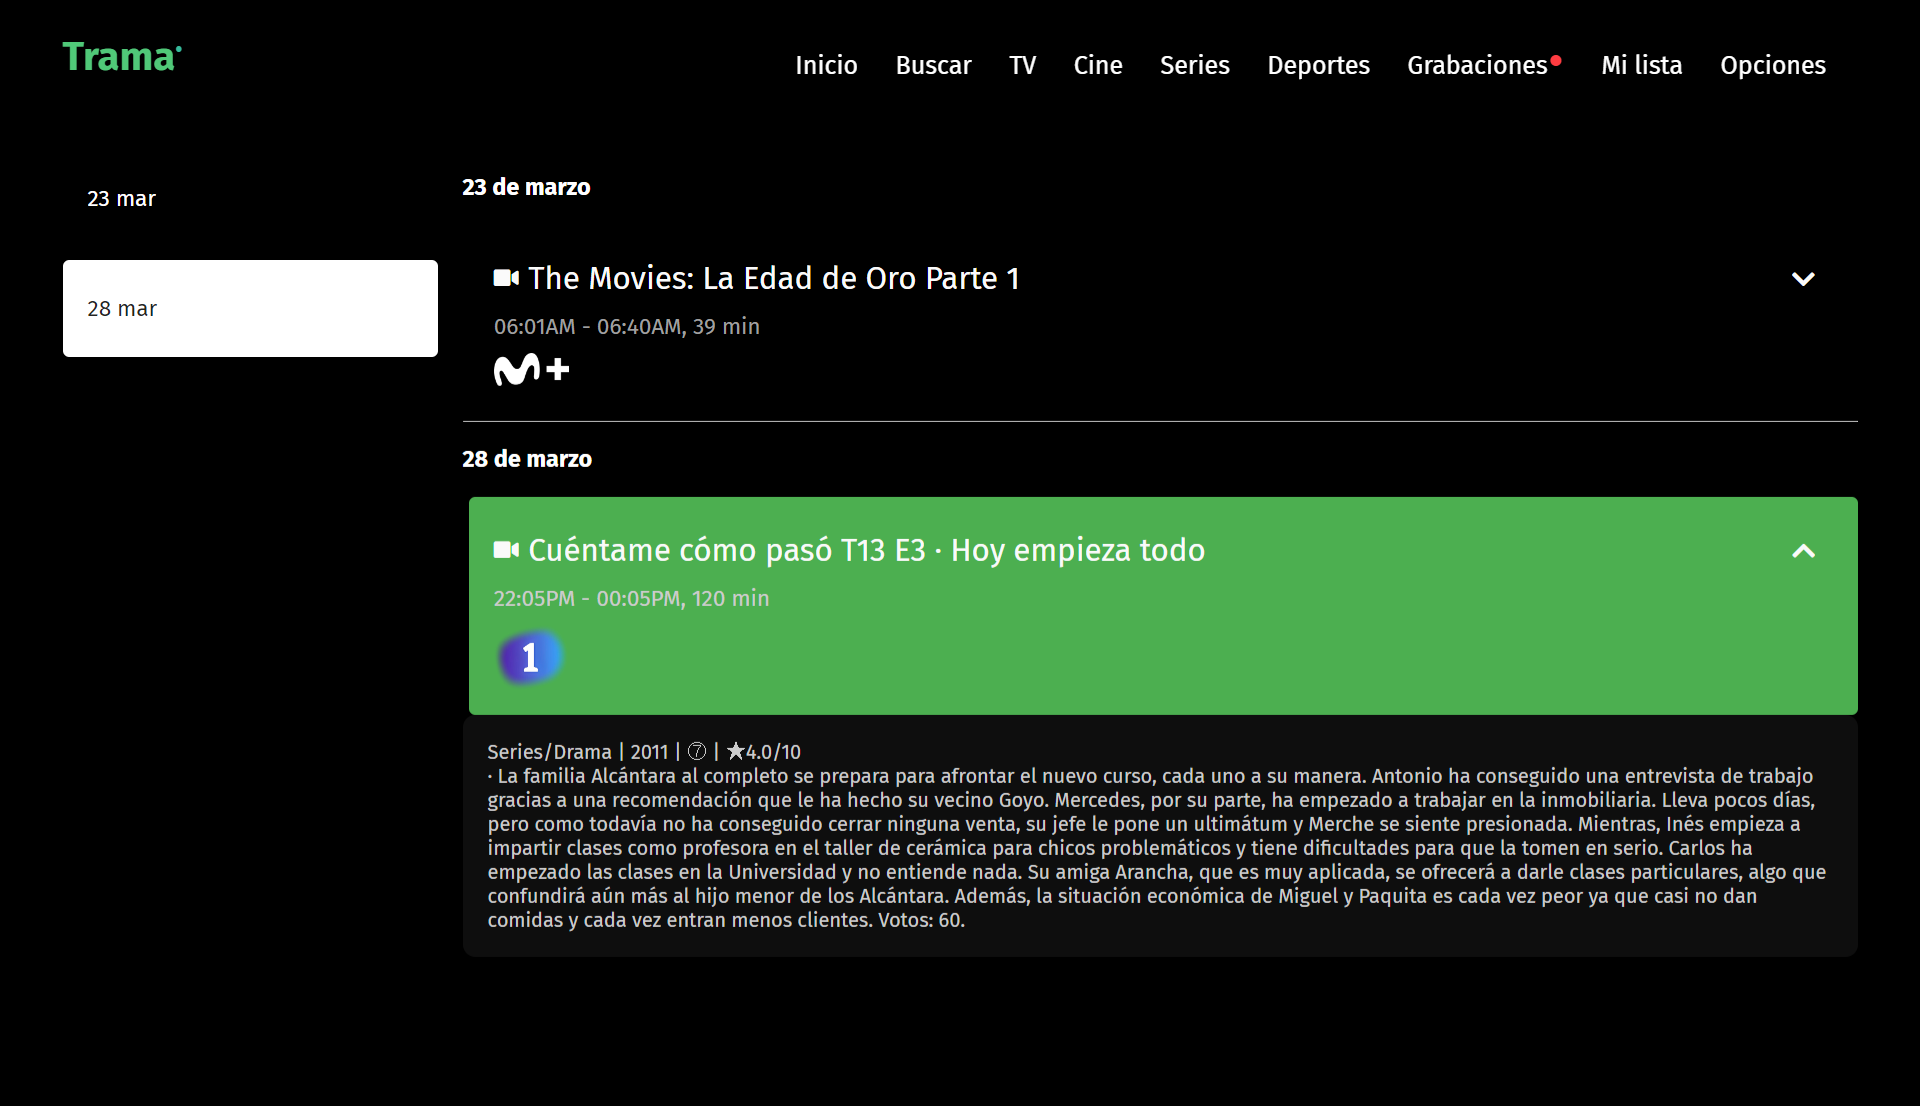 Trama
Inicio Buscar TV Cine Series Deportes Grabaciones Mi lista Opciones
23 mar
28 mar
23 de marzo
The Movies: La Edad de Oro Parte 1
06:01AM - 06:40AM, 39 min
M+
28 de marzo
Cuéntame cómo pasó T13 E3 · Hoy empieza todo
22:05PM - 00:05PM, 120 min
1
Series/Drama | 2011 | ⑦ | ★4.0/10
· La familia Alcántara al completo se prepara para afrontar el nuevo curso, cada uno a su manera. Antonio ha conseguido una entrevista de trabajo
gracias a una recomendación que le ha hecho su vecino Goyo. Mercedes, por su parte, ha empezado a trabajar en la inmobiliaria. Lleva pocos días,
pero como todavía no ha conseguido cerrar ninguna venta, su jefe le pone un ultimátum y Merche se siente presionada. Mientras, Inés empieza a
impartir clases como profesora en el taller de cerámica para chicos problemáticos y tiene dificultades para que la tomen en serio. Carlos ha
empezado las clases en la Universidad y no entiende nada. Su amiga Arancha, que es muy aplicada, se ofrecerá a darle clases particulares, algo que
confundirá aún más al hijo menor de los Alcántara. Además, la situación económica de Miguel y Paquita es cada vez peor ya que casi no dan
comidas y cada vez entran menos clientes. Votos: 60.